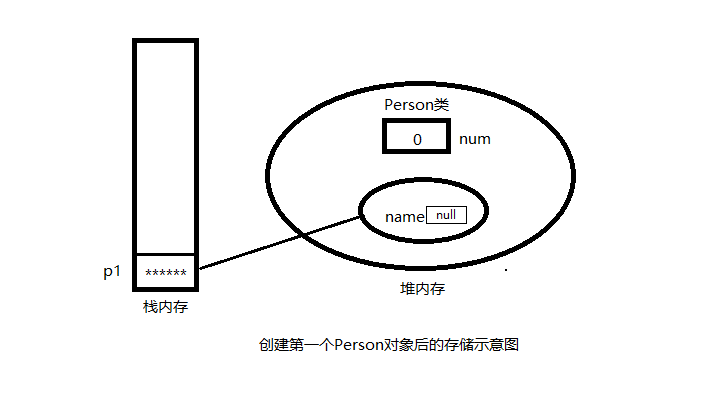 Person类
0 num
name null
p1 ******
栈内存
堆内存
创建第一个Person对象后的存储示意图